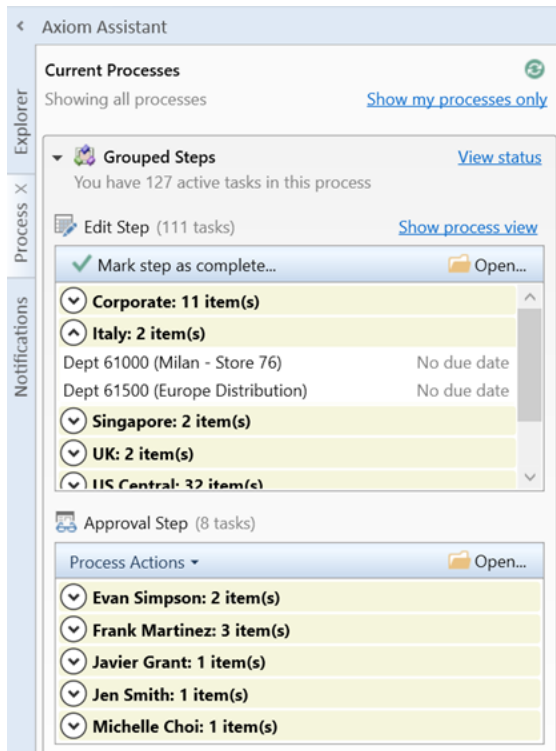 Axiom Assistant
Current Processes
Showing all processes Show my processes only
Explorer
Process
Notifications
Grouped Steps View status
You have 127 active tasks in this process
Edit Step (111 tasks) Show process view
Mark step as complete... Open...
Corporate: 11 item(s)
Italy: 2 item(s)
Dept 61000 (Milan - Store 76) No due date
Dept 61500 (Europe Distribution) No due date
Singapore: 2 item(s)
UK: 2 item(s)
US Central: 32 item(s)
Approval Step (8 tasks)
Process Actions Open...
Evan Simpson: 2 item(s)
Frank Martinez: 3 item(s)
Javier Grant: 1 item(s)
Jen Smith: 1 item(s)
Michelle Choi: 1 item(s)